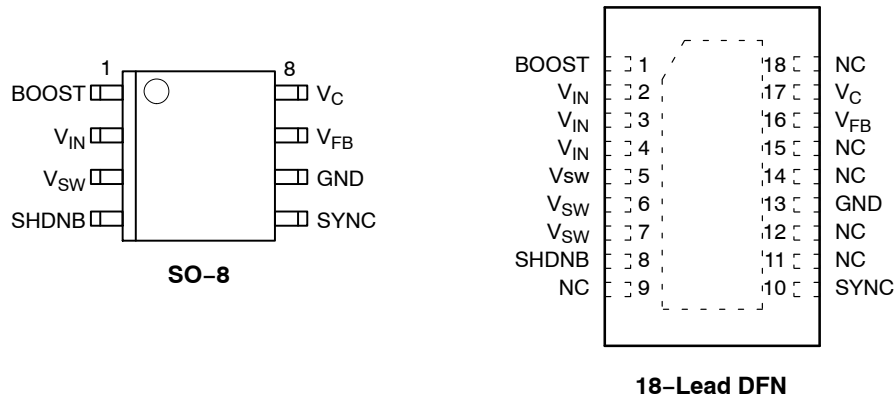 1 8
BOOST V_C
V_IN V_FB
V_SW GND
SHDNB SYNC
SO–8
BOOST 1 18 NC
V_IN 2 17 V_C
V_IN 3 16 V_FB
V_IN 4 15 NC
Vsw 5 14 NC
V_SW 6 13 GND
V_SW 7 12 NC
SHDNB 8 11 NC
NC 9 10 SYNC
18–Lead DFN